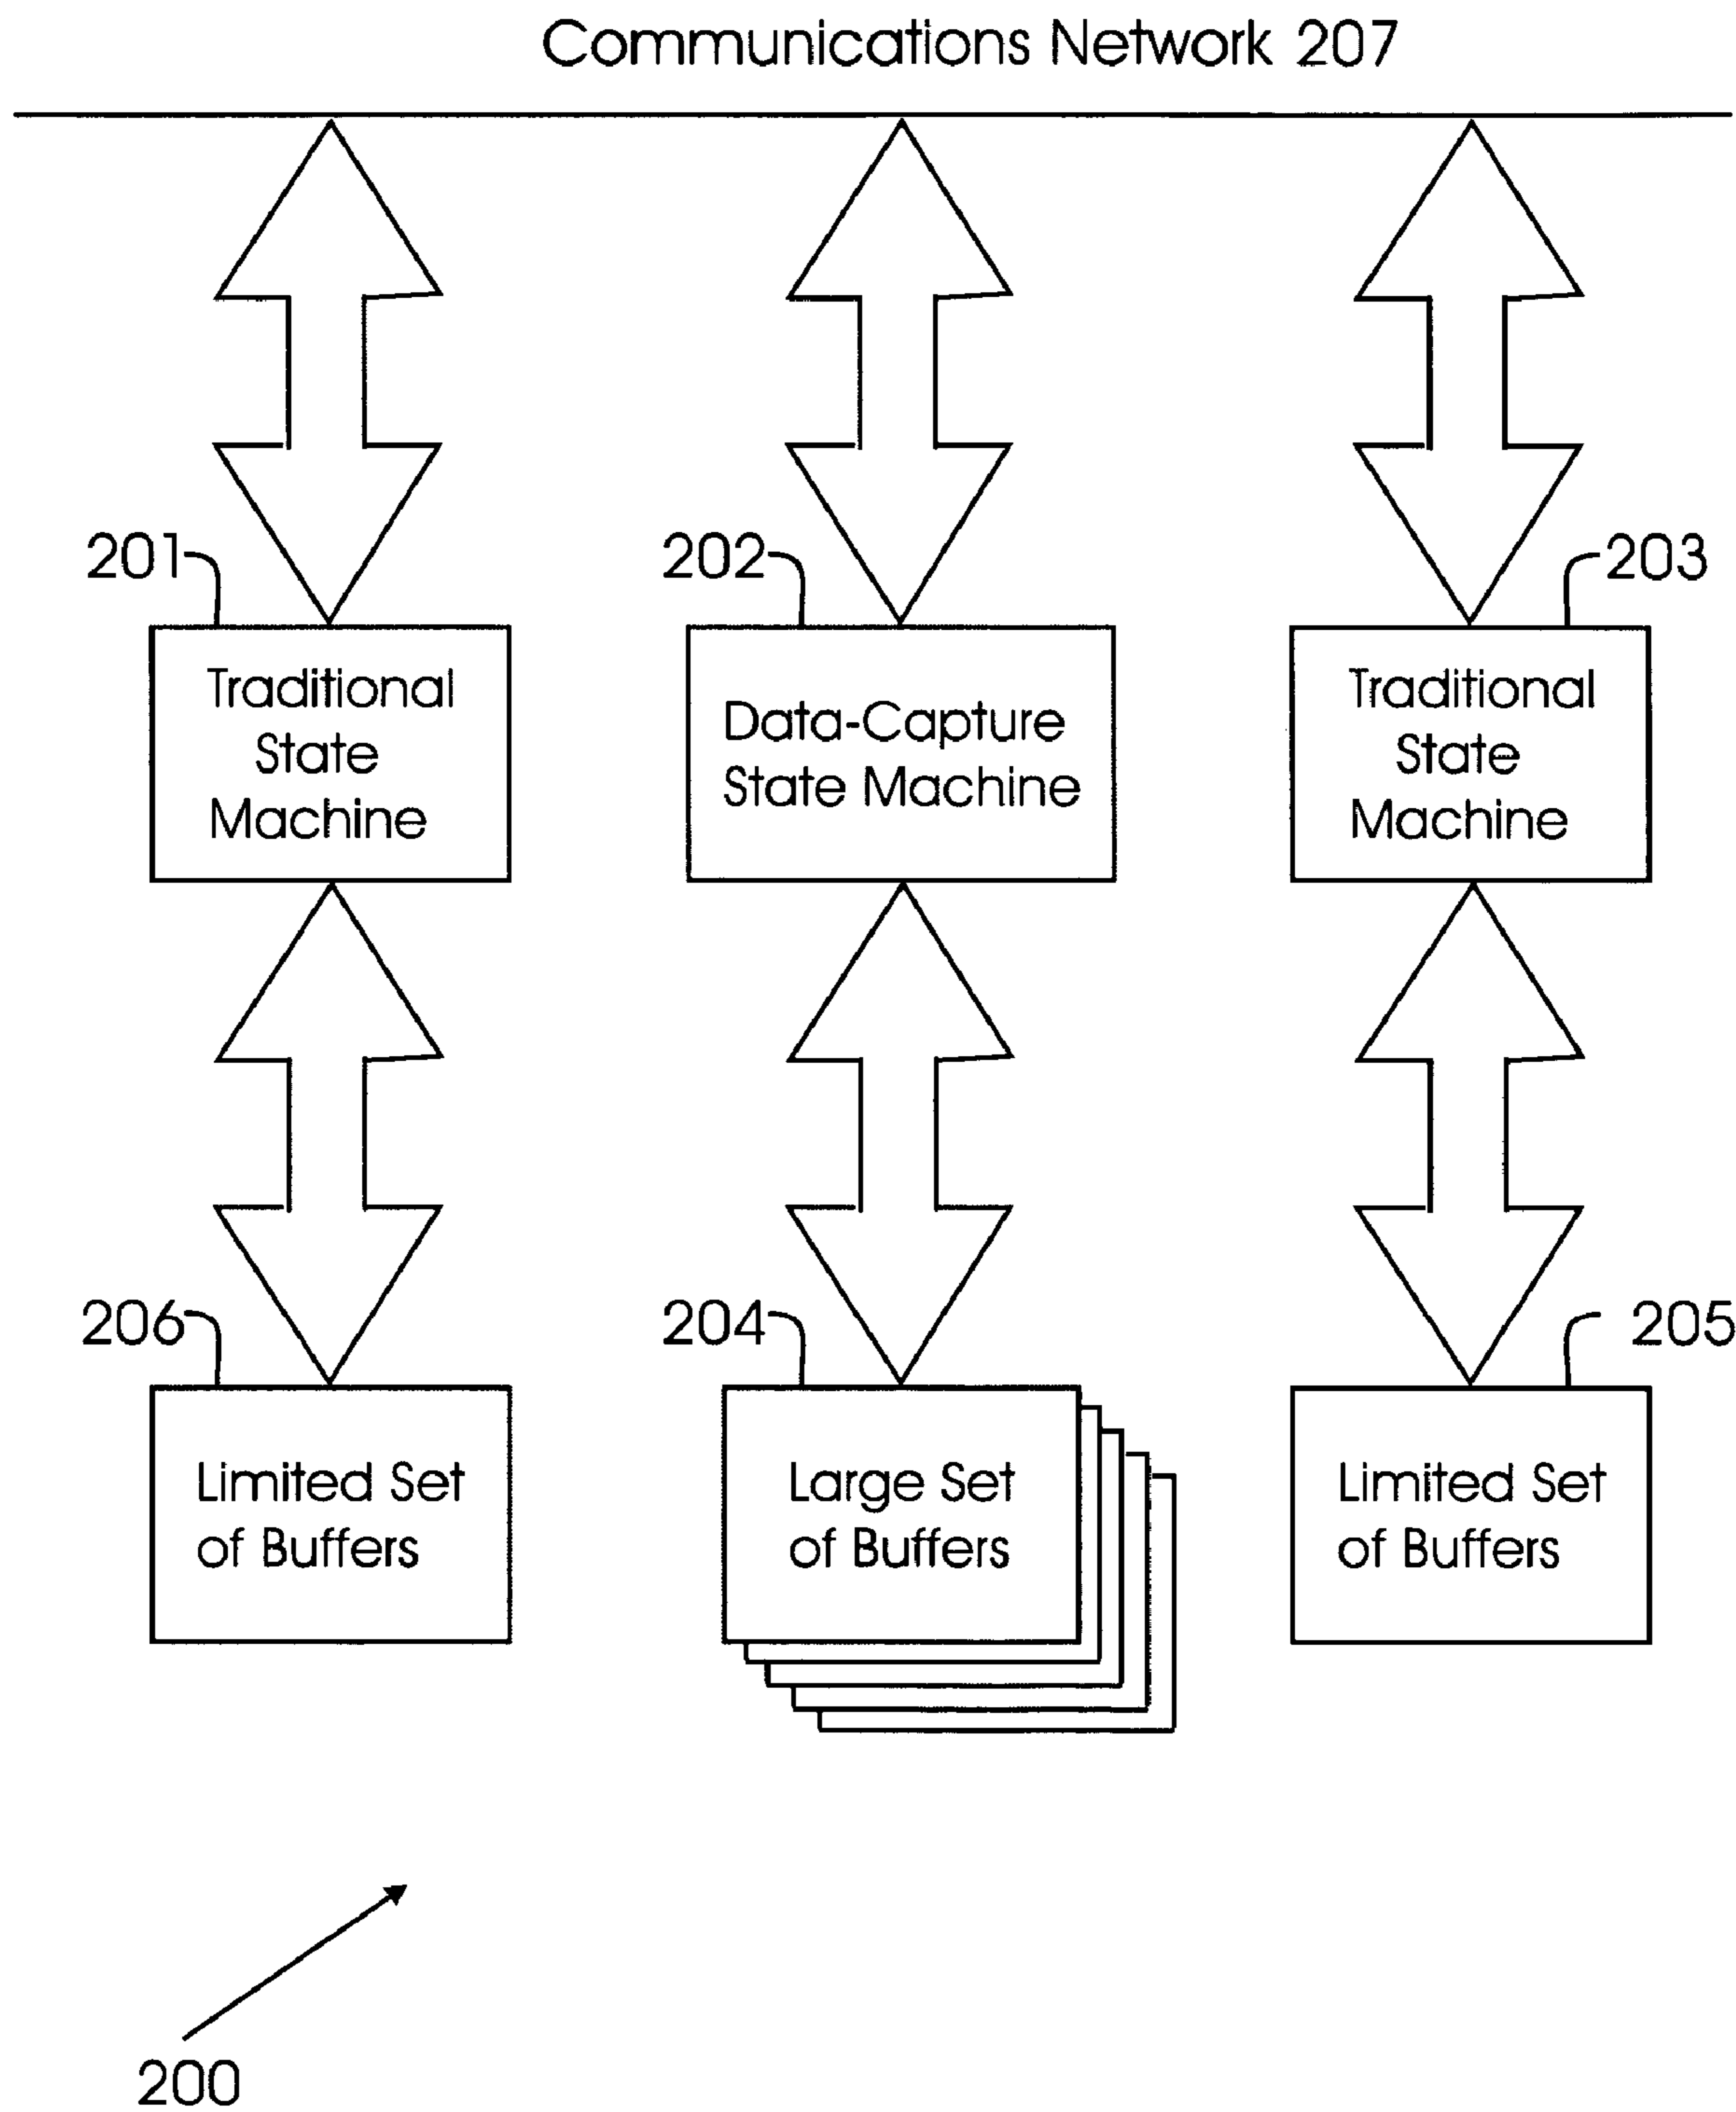 Communications Network 207
201
202
203
Traditional
State
Machine
Data-Capture
State Machine
Traditional
State
Machine
206
204
205
Limited Set
of Buffers
Large Set
of Buffers
Limited Set
of Buffers
200